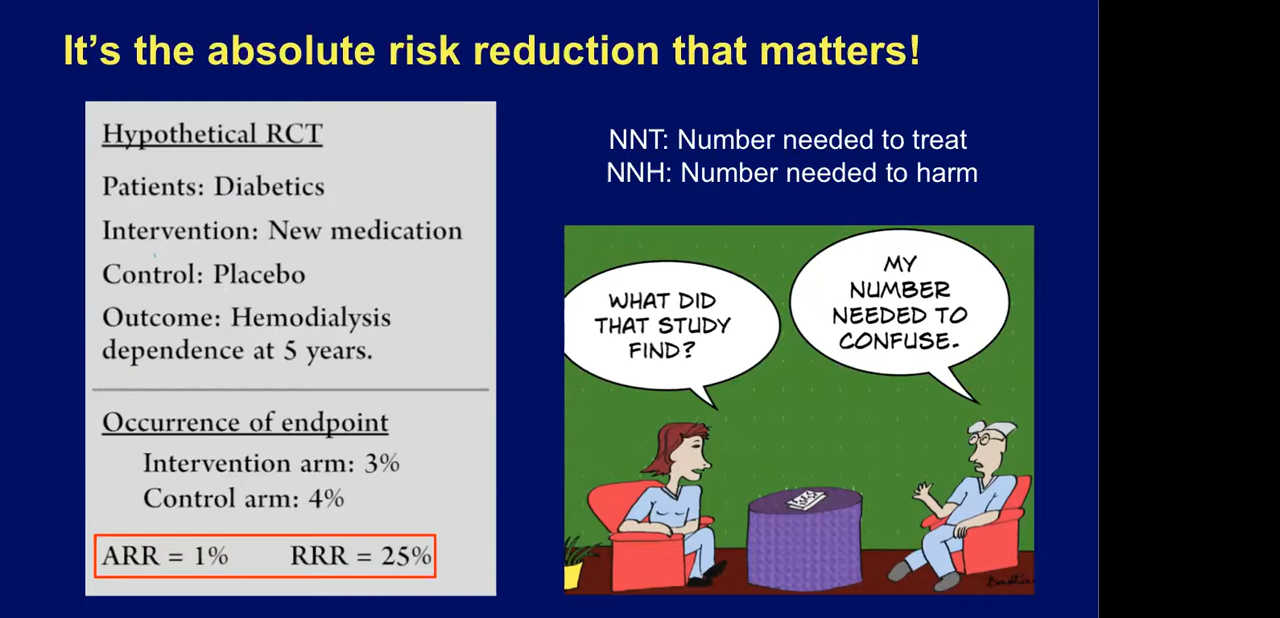 It’s the absolute risk reduction that matters!
Hypothetical RCT
Patients: Diabetics
Intervention: New medication
Control: Placebo
Outcome: Hemodialysis
dependence at 5 years.
Occurrence of endpoint
Intervention arm: 3%
Control arm: 4%
ARR = 1% RRR = 25%
NNT: Number needed to treat
NNH: Number needed to harm
WHAT DID
THAT STUDY
FIND?
MY
NUMBER
NEEDED TO
CONFUSE.